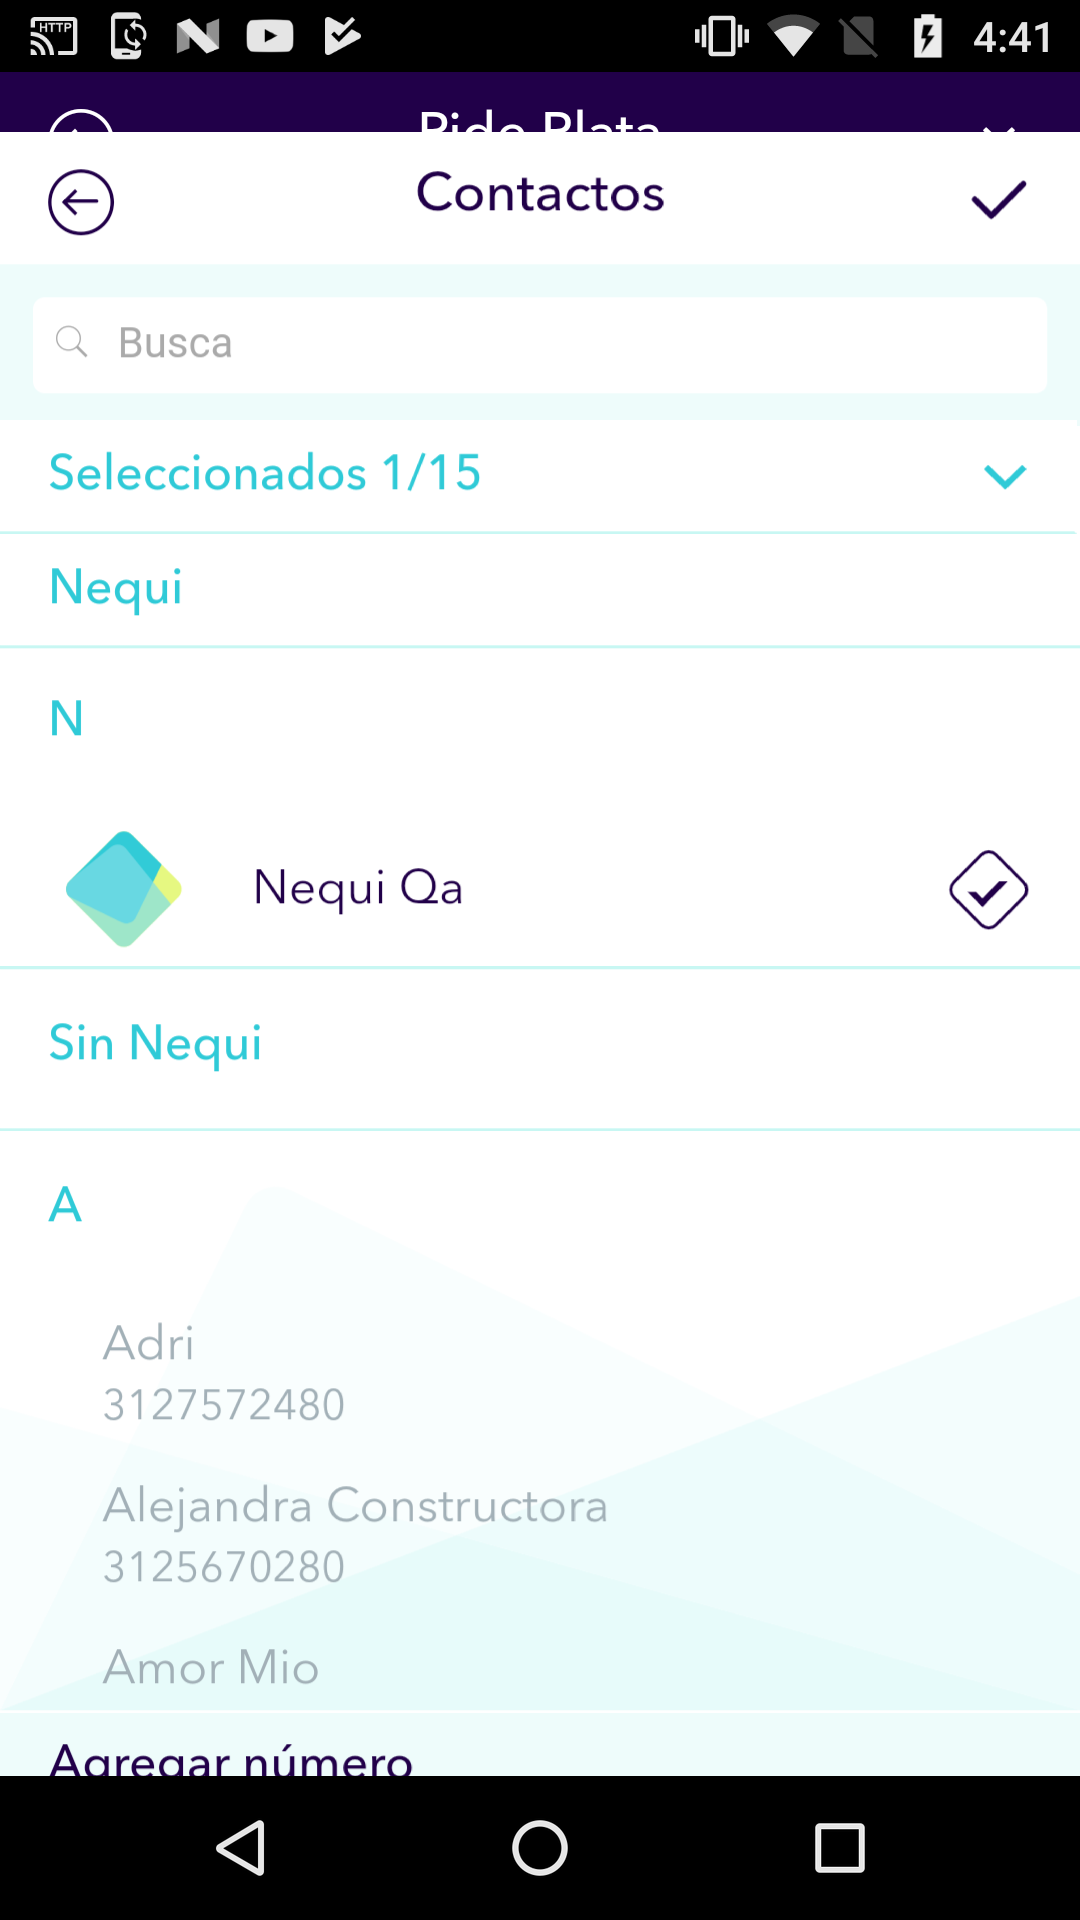 HTTP
4:41
Pide Plata
Contactos
Busca
Seleccionados 1/15
Nequi
N
Nequi Qa
Sin Nequi
A
Adri
3127572480
Alejandra Constructora
3125670280
Amor Mio
Agregar número